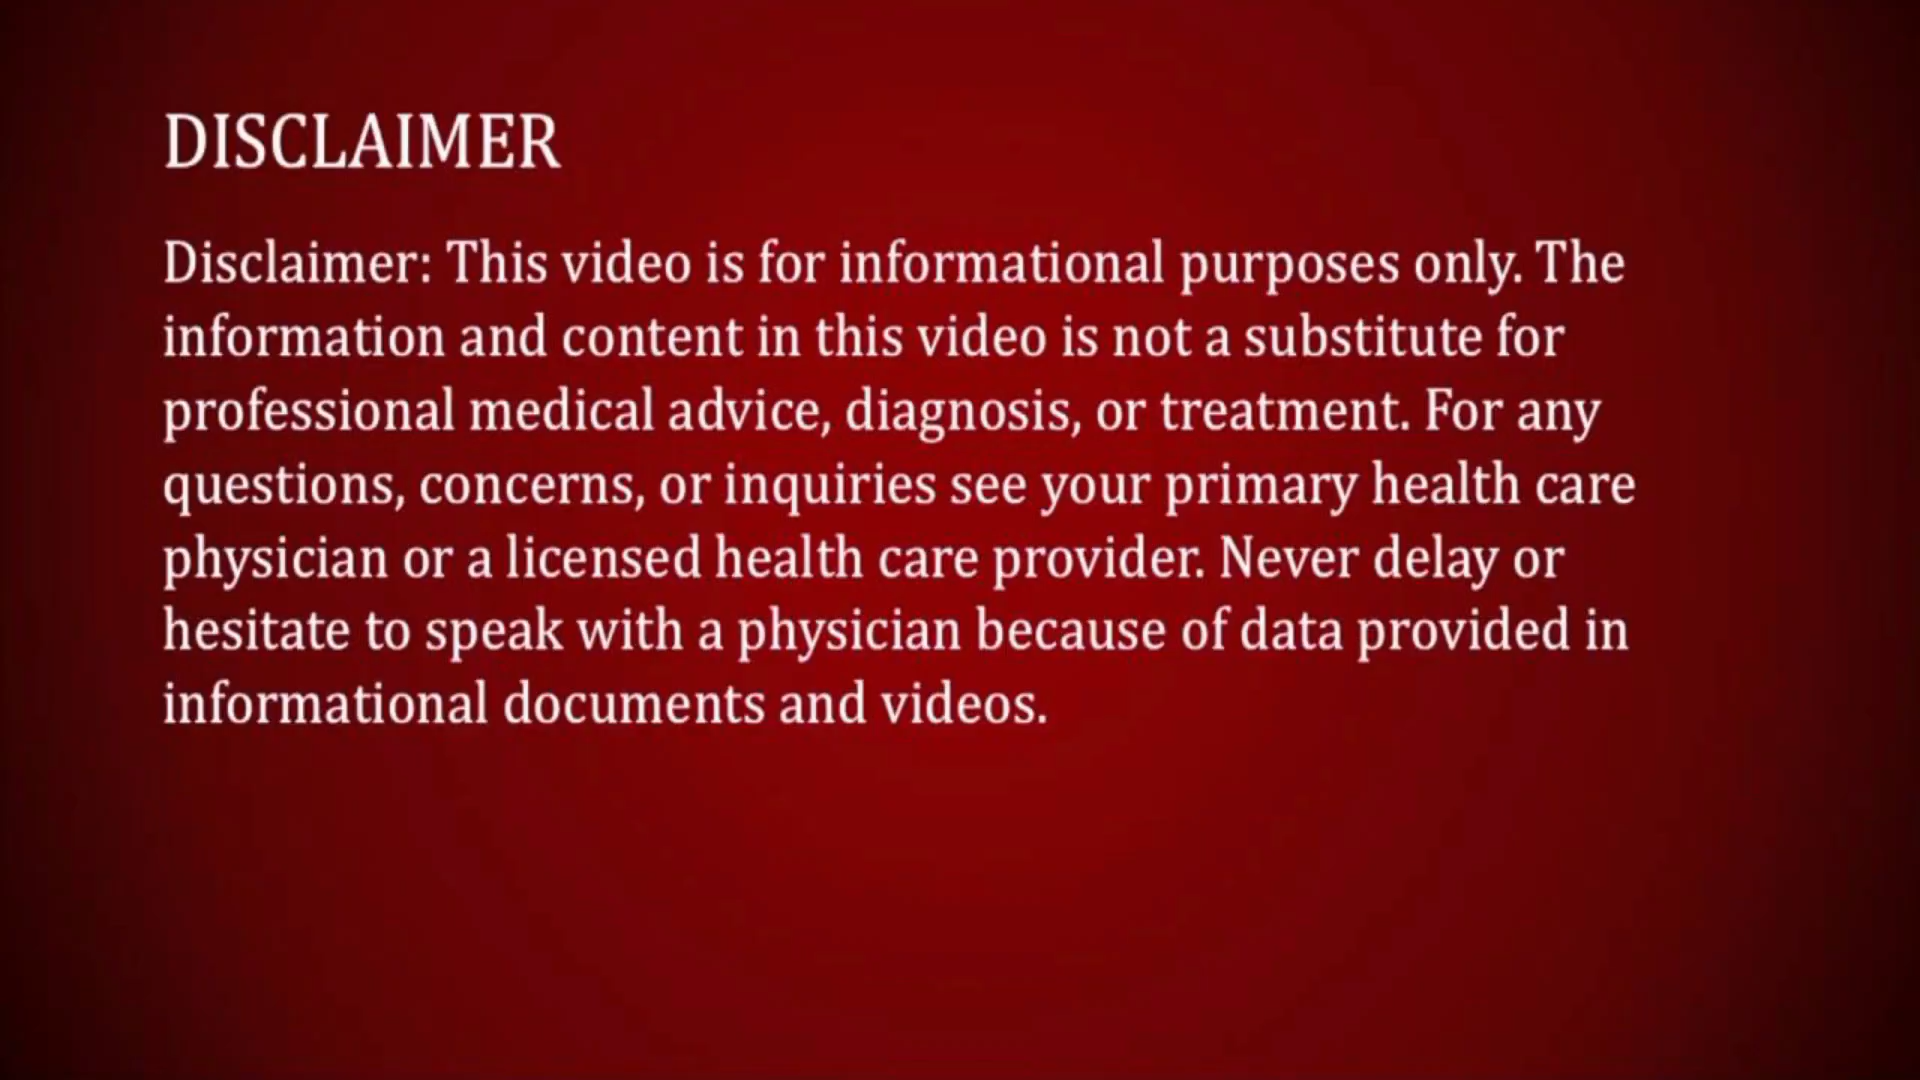 DISCLAIMER
Disclaimer: This video is for informational purposes only. The
information and content in this video is not a substitute for
professional medical advice, diagnosis, or treatment. For any
questions, concerns, or inquiries see your primary health care
physician or a licensed health care provider. Never delay or
hesitate to speak with a physician because of data provided in
informational documents and videos.